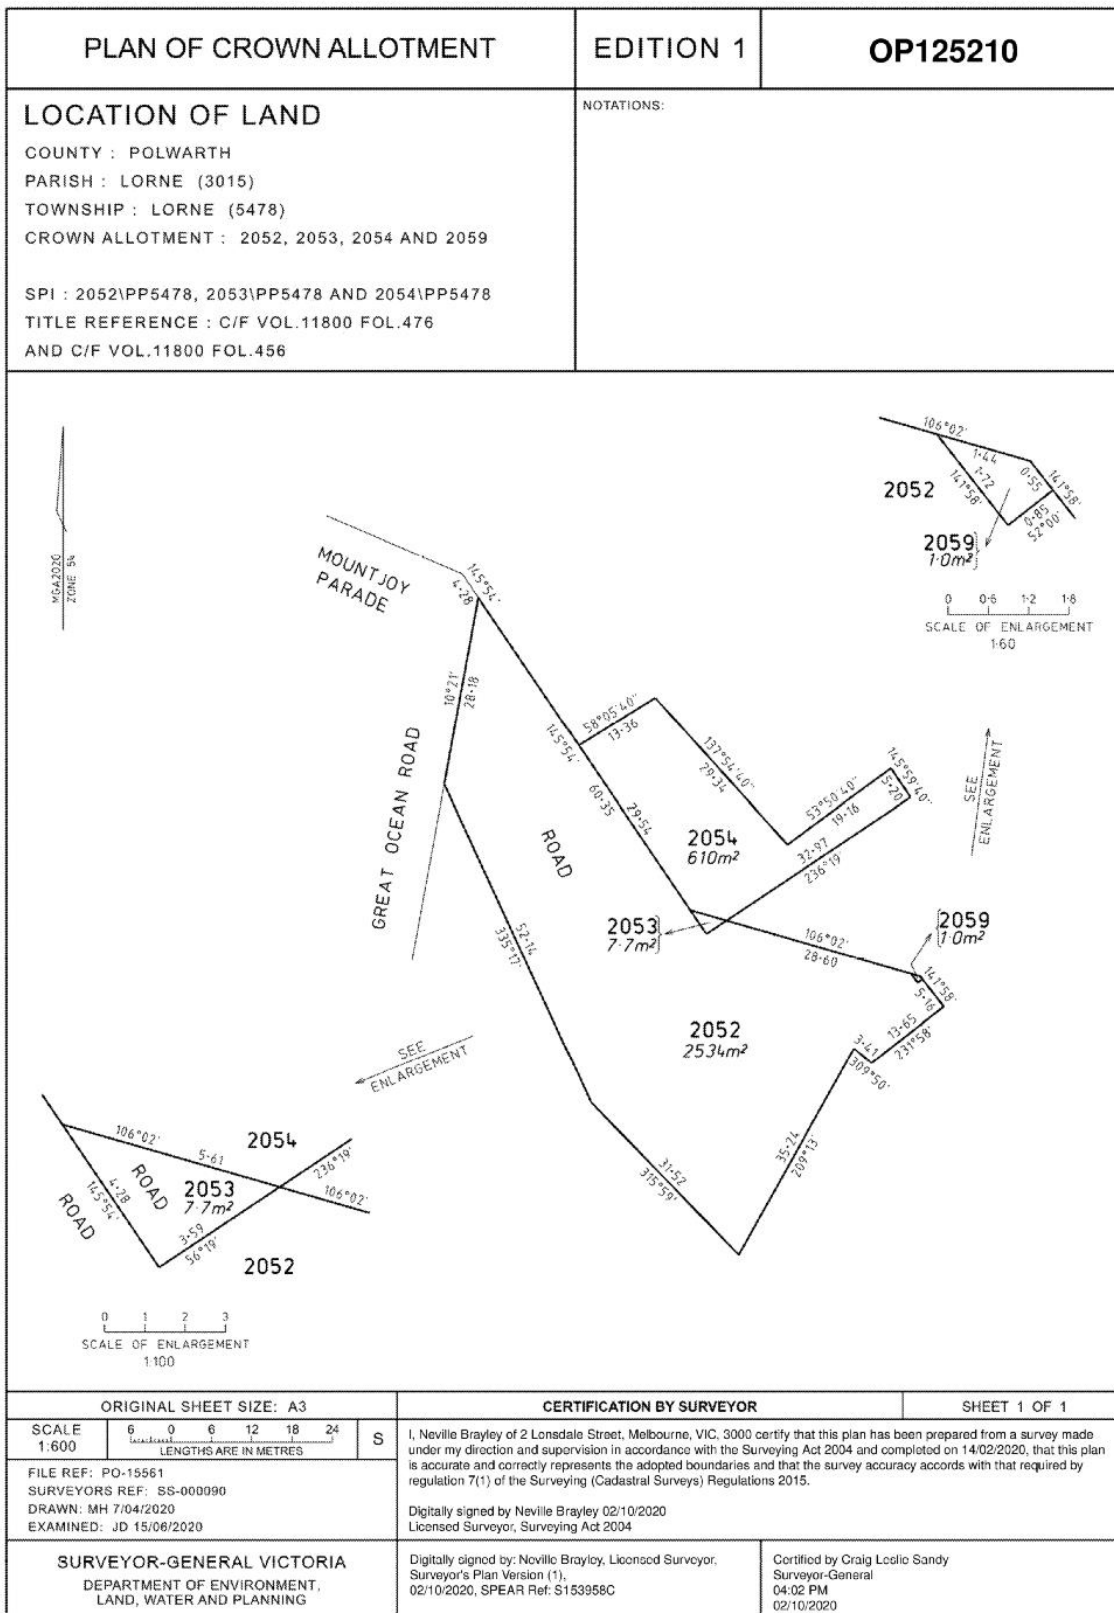 PLAN OF CROWN ALLOTMENT
EDITION 1
OP125210
LOCATION OF LAND
COUNTY : POLWARTH
PARISH : LORNE (3015)
TOWNSHIP : LORNE (5478)
CROWN ALLOTMENT : 2052, 2053, 2054 AND 2059
SPI : 2052\PP5478, 2053\PP5478 AND 2054\PP5478
TITLE REFERENCE : C/F VOL.11800 FOL.476
AND C/F VOL.11800 FOL.456
NOTATIONS:
MGA2020
ZONE 54
106°02'
1·44
1·72
141°58'
0·55
141°58'
0·85
52°00'
2052
2059
1·0m²
0 0·6 1·2 1·8
SCALE OF ENLARGEMENT
1:60
MOUNTJOY
PARADE
145°54'
4·28
10°21'
28·18
GREAT OCEAN ROAD
145°54'
60·35
29·54
58°05'40"
13·36
137°54'40"
29·34
53°50'40"
19·16
145°59'40"
5·20
32·97
236°19'
2054
610m²
ROAD
SEE
ENLARGEMENT
2053
7·7m²
106°02'
28·60
2059
1·0m²
141°58'
5·16
13·65
231°58'
3·41
309°50'
52·14
335°17'
2052
2534m²
35·24
209°13'
31·52
315°59'
SEE
ENLARGEMENT
106°02'
5·61
2054
236°19'
106°02'
ROAD
ROAD
4·28
145°54'
2053
7·7m²
3·59
56°19'
2052
0 1 2 3
SCALE OF ENLARGEMENT
1:100
ORIGINAL SHEET SIZE: A3
SCALE
1:600
6 0 6 12 18 24
LENGTHS ARE IN METRES
S
FILE REF: PO-15561
SURVEYORS REF: SS-000090
DRAWN: MH 7/04/2020
EXAMINED: JD 15/06/2020
CERTIFICATION BY SURVEYOR
SHEET 1 OF 1
I, Neville Brayley of 2 Lonsdale Street, Melbourne, VIC, 3000 certify that this plan has been prepared from a survey made
under my direction and supervision in accordance with the Surveying Act 2004 and completed on 14/02/2020, that this plan
is accurate and correctly represents the adopted boundaries and that the survey accuracy accords with that required by
regulation 7(1) of the Surveying (Cadastral Surveys) Regulations 2015.
Digitally signed by Neville Brayley 02/10/2020
Licensed Surveyor, Surveying Act 2004
SURVEYOR-GENERAL VICTORIA
DEPARTMENT OF ENVIRONMENT,
LAND, WATER AND PLANNING
Digitally signed by: Neville Brayley, Licensed Surveyor,
Surveyor's Plan Version (1),
02/10/2020, SPEAR Ref: S153958C
Certified by Craig Leslie Sandy
Surveyor-General
04:02 PM
02/10/2020